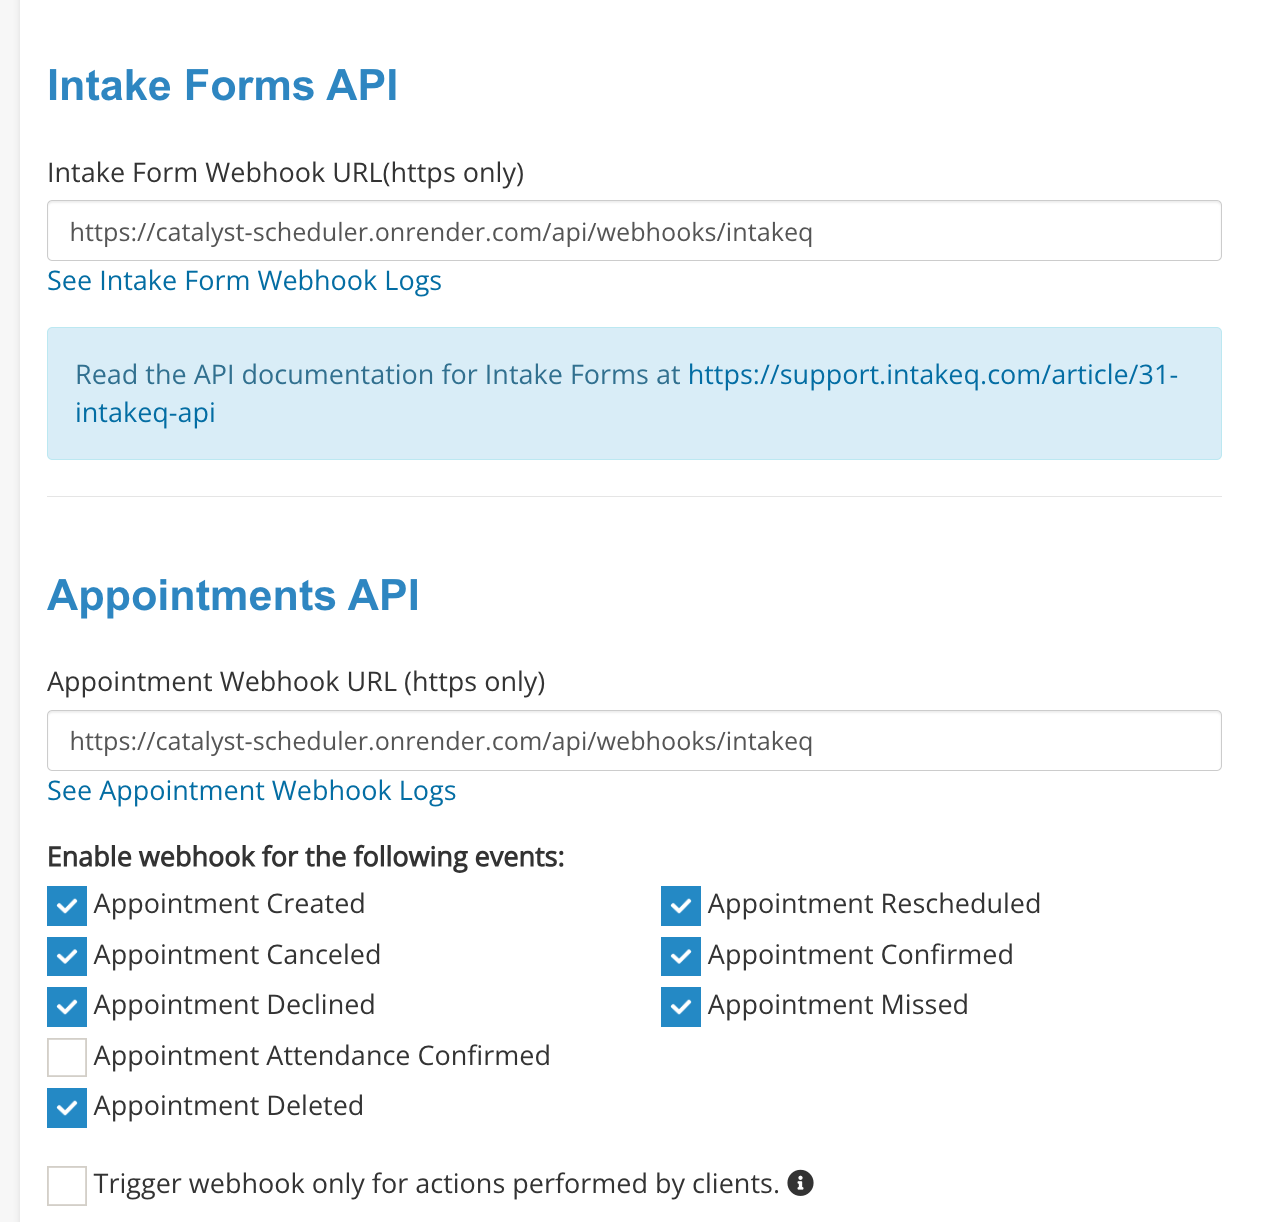 Intake Forms API
Intake Form Webhook URL(https only)
https://catalyst-scheduler.onrender.com/api/webhooks/intakeq
See Intake Form Webhook Logs
Read the API documentation for Intake Forms at https://support.intakeq.com/article/31-
intakeq-api
Appointments API
Appointment Webhook URL (https only)
https://catalyst-scheduler.onrender.com/api/webhooks/intakeq
See Appointment Webhook Logs
Enable webhook for the following events:
Appointment Created
Appointment Rescheduled
Appointment Canceled
Appointment Confirmed
Appointment Declined
Appointment Missed
Appointment Attendance Confirmed
Appointment Deleted
Trigger webhook only for actions performed by clients.